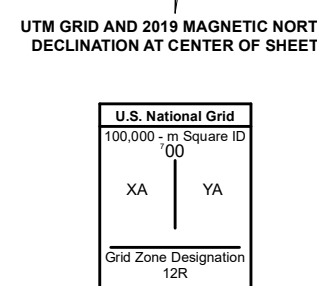 UTM GRID AND 2019 MAGNETIC NORT
DECLINATION AT CENTER OF SHEET
U.S. National Grid
100,000 - m Square ID
⁷00
XA YA
Grid Zone Designation
12R